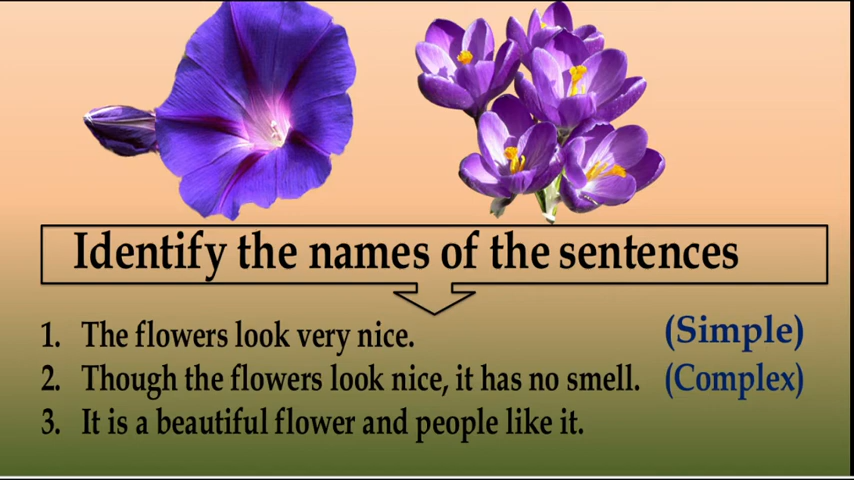 Identify the names of the sentences
1. The flowers look very nice. (Simple)
2. Though the flowers look nice, it has no smell. (Complex)
3. It is a beautiful flower and people like it.